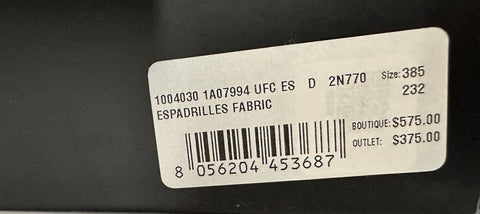 1004030 1A07994 UFC ES D 2N770 Size: 385
ESPADRILLES FABRIC 232
BOUTIQUE: $575.00
OUTLET: $375.00
8 056204 453687